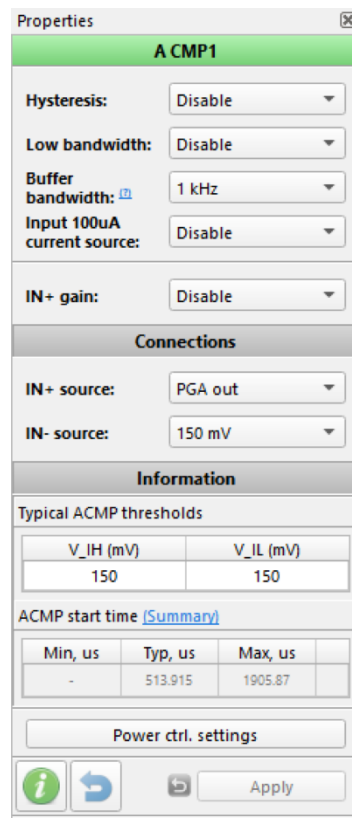 Properties
A CMP1
Hysteresis: Disable
Low bandwidth: Disable
Buffer
bandwidth: (?) 1 kHz
Input 100uA
current source: Disable
IN+ gain: Disable
Connections
IN+ source: PGA out
IN- source: 150 mV
Information
Typical ACMP thresholds
V_IH (mV) V_IL (mV)
150 150
ACMP start time (Summary)
Min, us Typ, us Max, us
- 513.915 1905.87
Power ctrl. settings
Apply